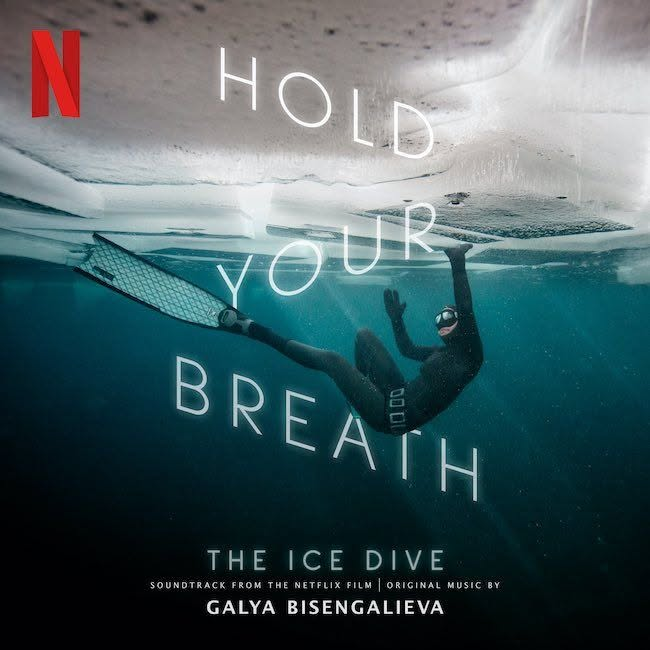 N
HOLD
YOUR
BREATH
THE ICE DIVE
SOUNDTRACK FROM THE NETFLIX FILM | ORIGINAL MUSIC BY
GALYA BISENGALIEVA